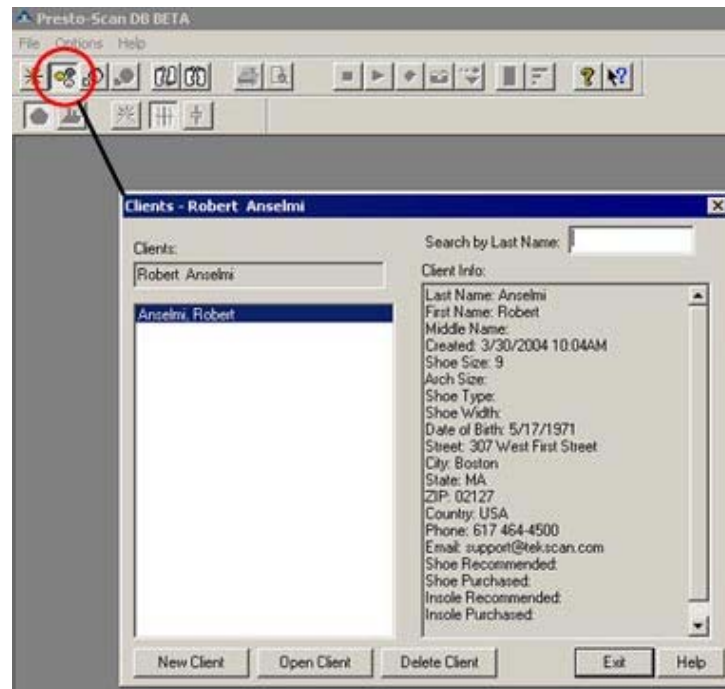 Presto-Scan DB BETA
File Options Help
Clients - Robert Anselmi
Clients:
Robert Anselmi
Anselmi, Robert
Search by Last Name:
Client Info:
Last Name: Anselmi
First Name: Robert
Middle Name:
Created: 3/30/2004 10:04AM
Shoe Size: 9
Arch Size:
Shoe Type:
Shoe Width:
Date of Birth: 5/17/1971
Street: 307 West First Street
City: Boston
State: MA
ZIP: 02127
Country: USA
Phone: 617 464-4500
Email: support@tekscan.com
Shoe Recommended:
Shoe Purchased:
Insole Recommended:
Insole Purchased:
New Client Open Client Delete Client Exit Help